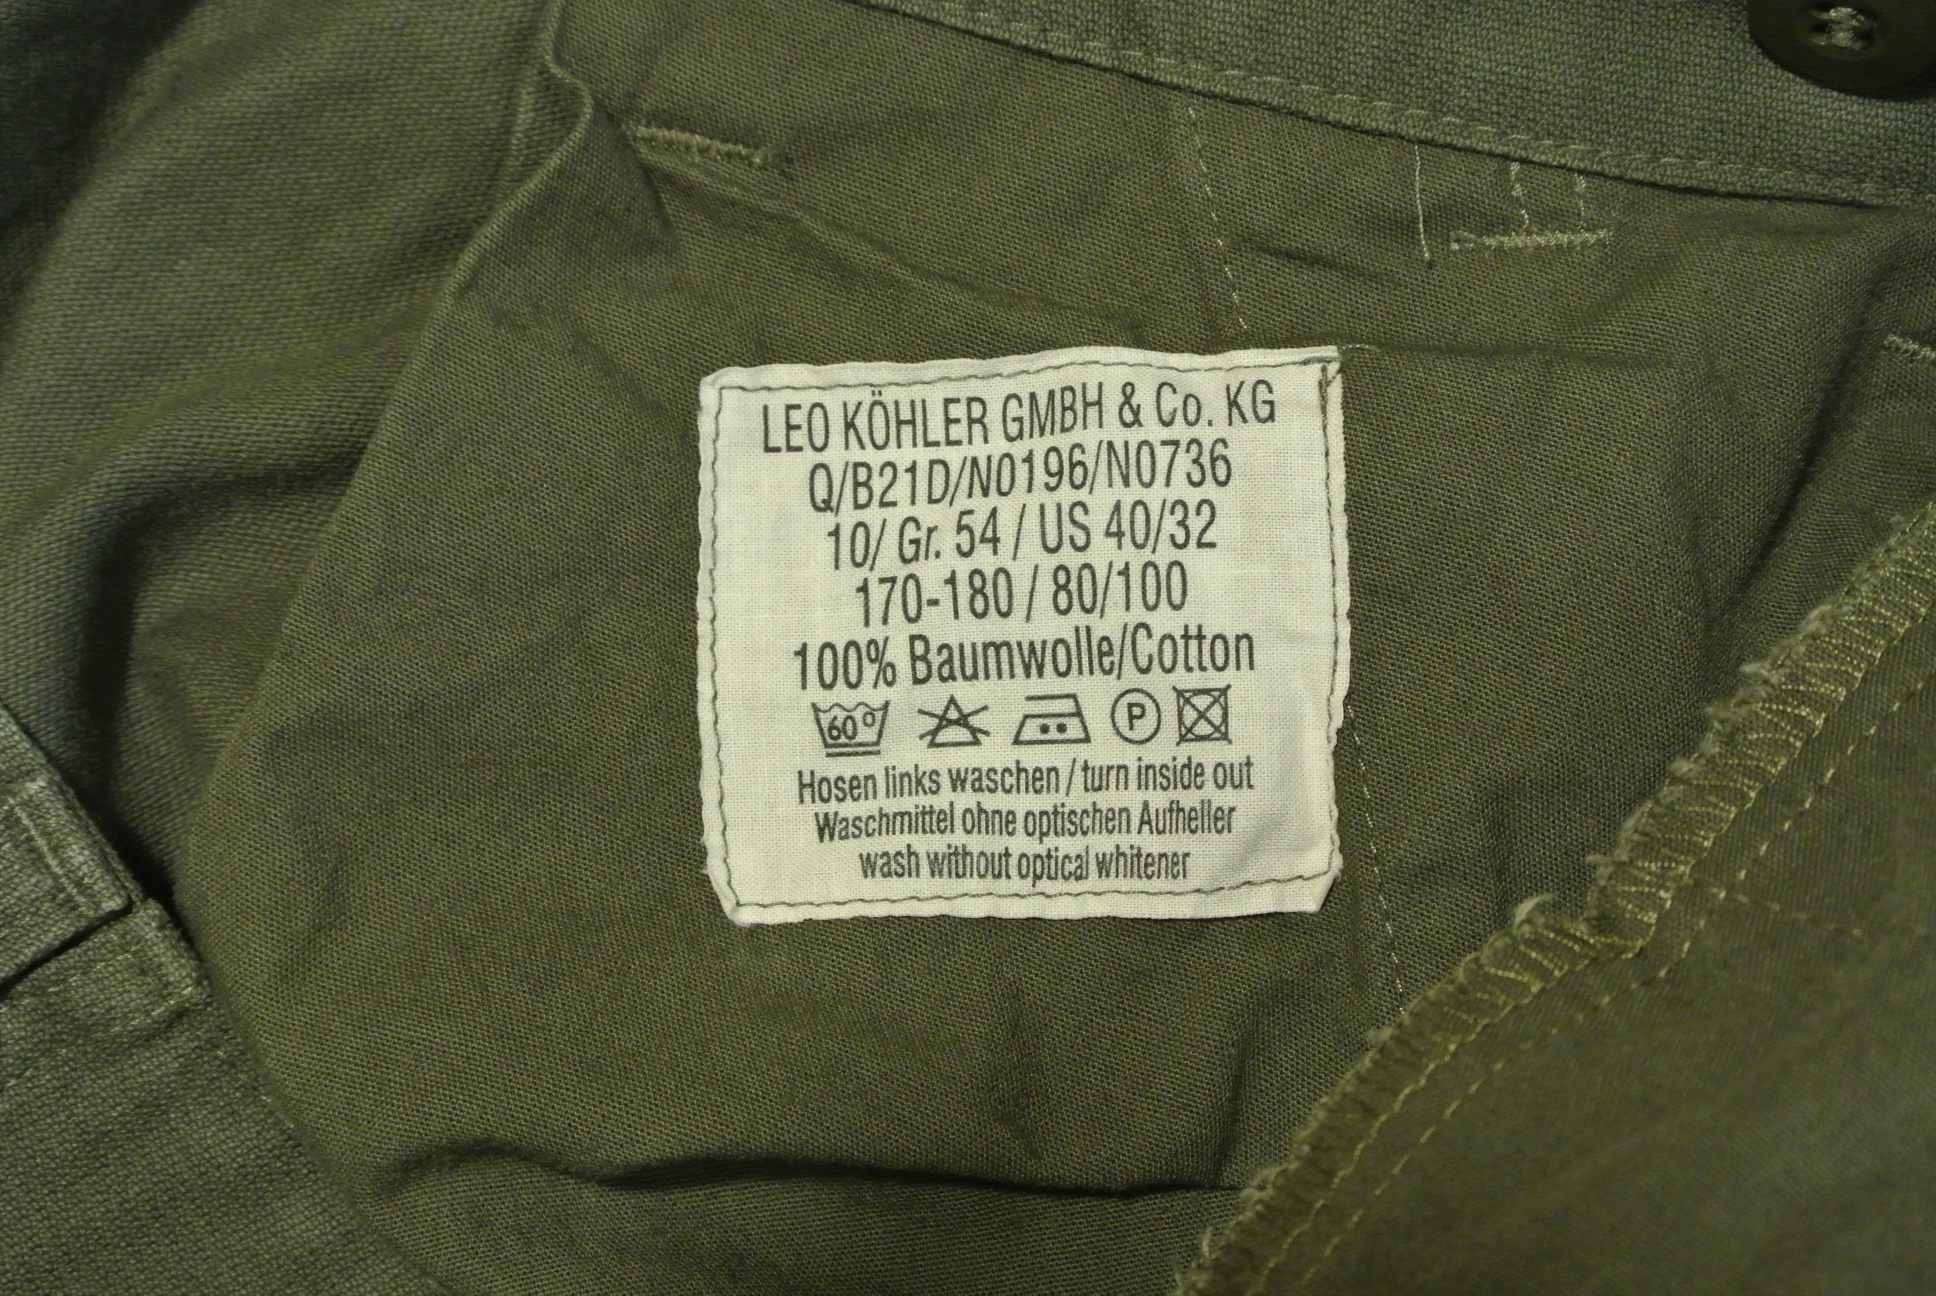 LEO KÖHLER GMBH & Co. KG
Q/B21D/N0196/N0736
10/ Gr. 54 / US 40/32
170-180 / 80/100
100% Baumwolle/Cotton
60° P
Hosen links waschen / turn inside out
Waschmittel ohne optischen Aufheller
wash without optical whitener